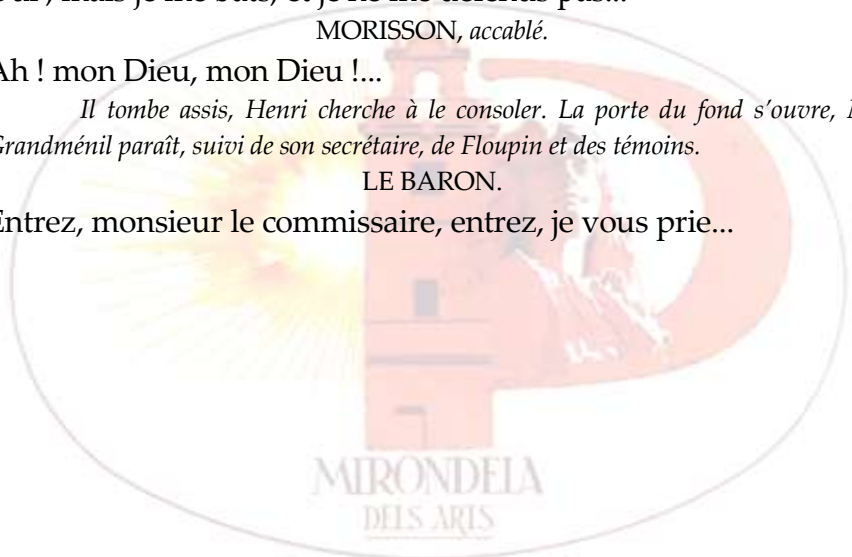 MORISSON, accablé.
Ah ! mon Dieu, mon Dieu !...
Il tombe assis, Henri cherche à le consoler. La porte du fond s’ouvre,
Grandménil paraît, suivi de son secrétaire, de Floupin et des témoins.
LE BARON.
Entrez, monsieur le commissaire, entrez, je vous prie...
MIRONDELA
DELS ARTS